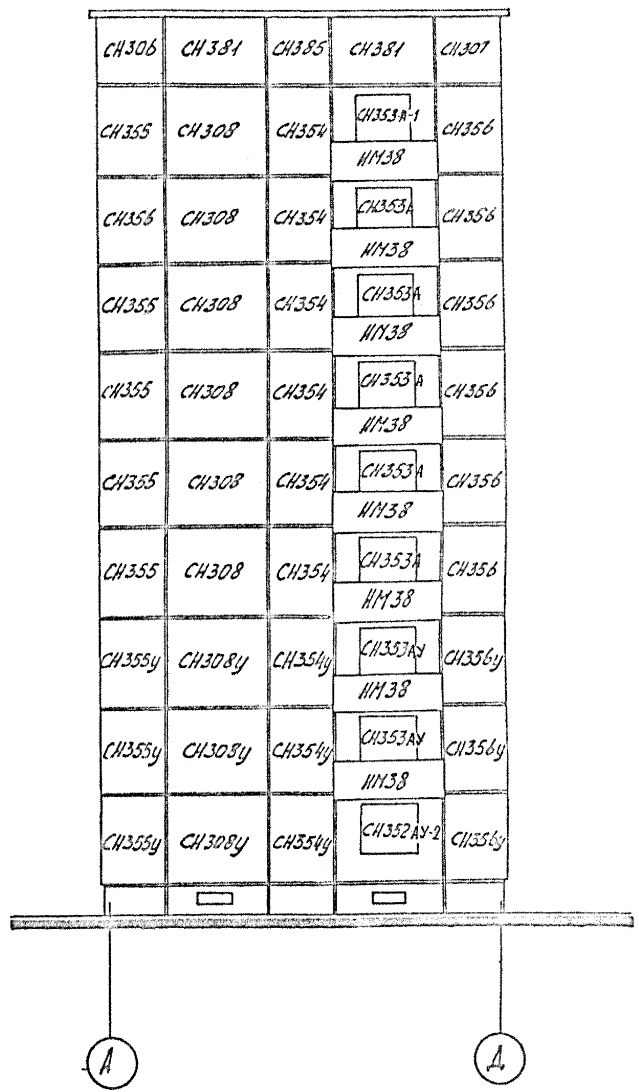 СН306 СН381 СН385 СН381 СН307
СН355 СН308 СН354 СН353А-1 СН356
НМ38
СН356 СН308 СН354 СН353А СН356
НМ38
СН355 СН308 СН354 СН353А СН356
НМ38
СН355 СН308 СН354 СН353А СН356
НМ38
СН355 СН308 СН354 СН353А СН356
НМ38
СН355 СН308 СН354 СН353А СН356
НМ38
СН355у СН308у СН354у СН353АУ СН356у
НМ38
СН355у СН308у СН354у СН353АУ СН356у
НМ38
СН355у СН308у СН354у СН352АУ-2 СН356у
А Д